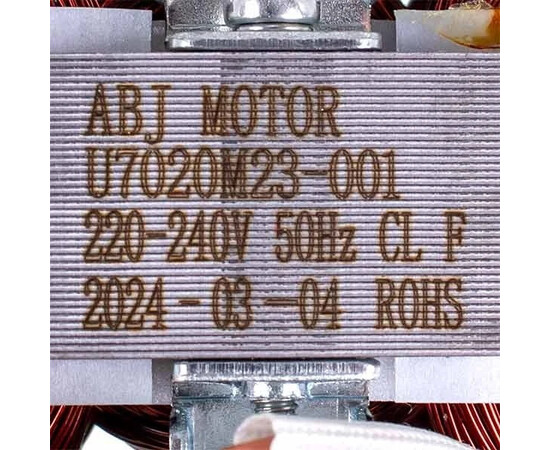 ABJ MOTOR
U7020M23-001
220-240V 50Hz CL F
2024-03-04 ROHS